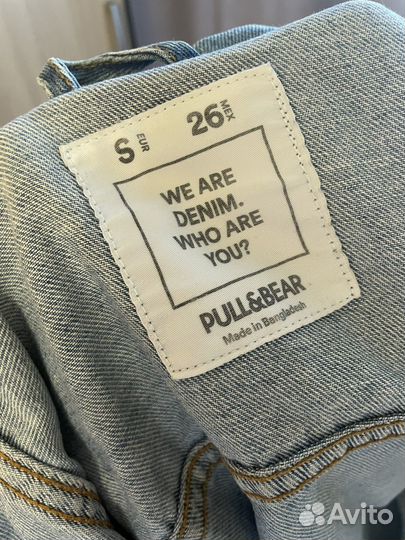 S EUR 26 MEX
WE ARE
DENIM.
WHO ARE
YOU?
PULL&BEAR
Made in Bangladesh
Avito